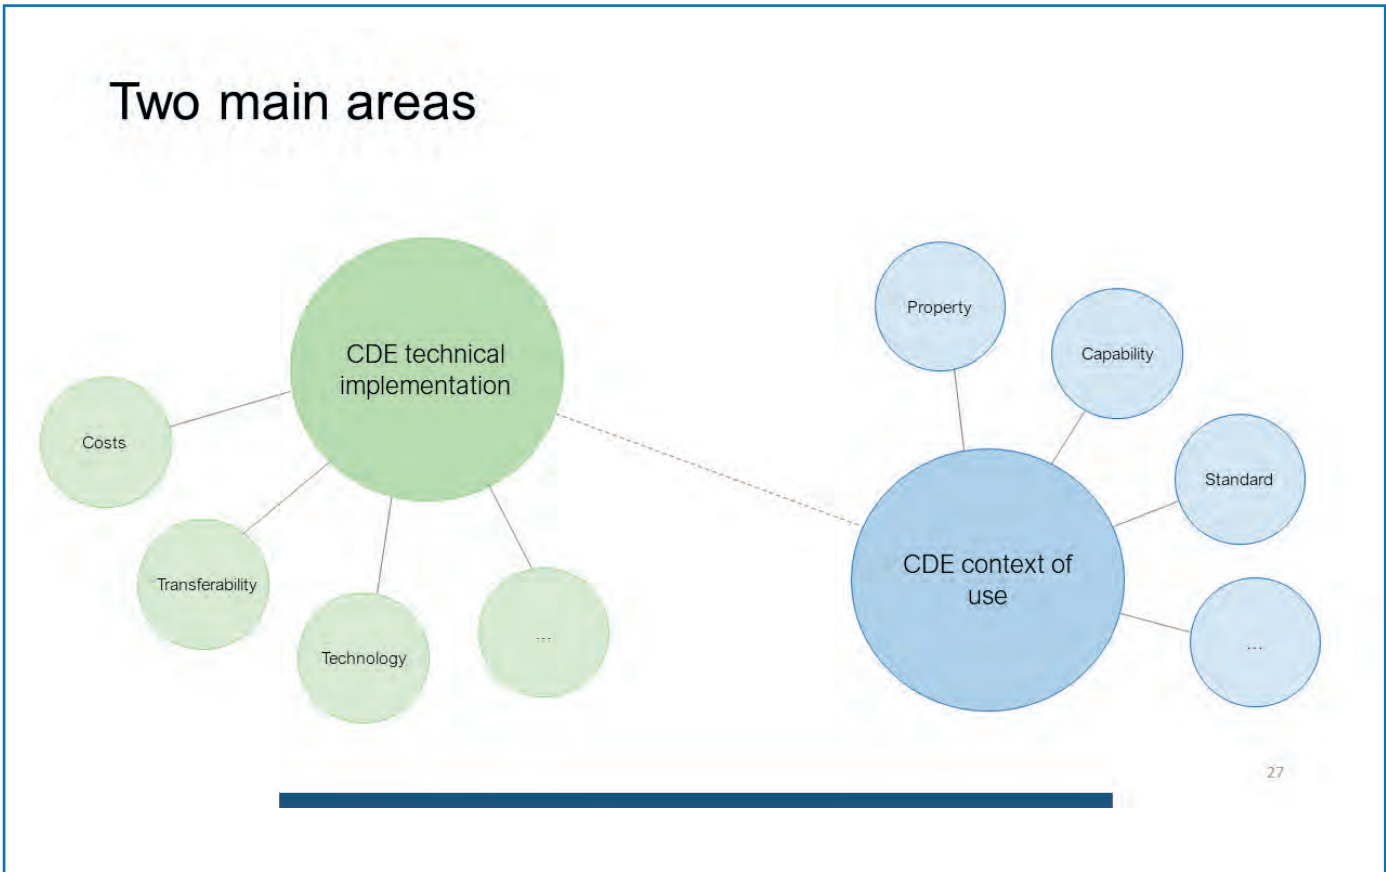 Two main areas
CDE technical
implementation
Costs
Transferability
Technology
...
Property
Capability
Standard
CDE context of
use
...
27